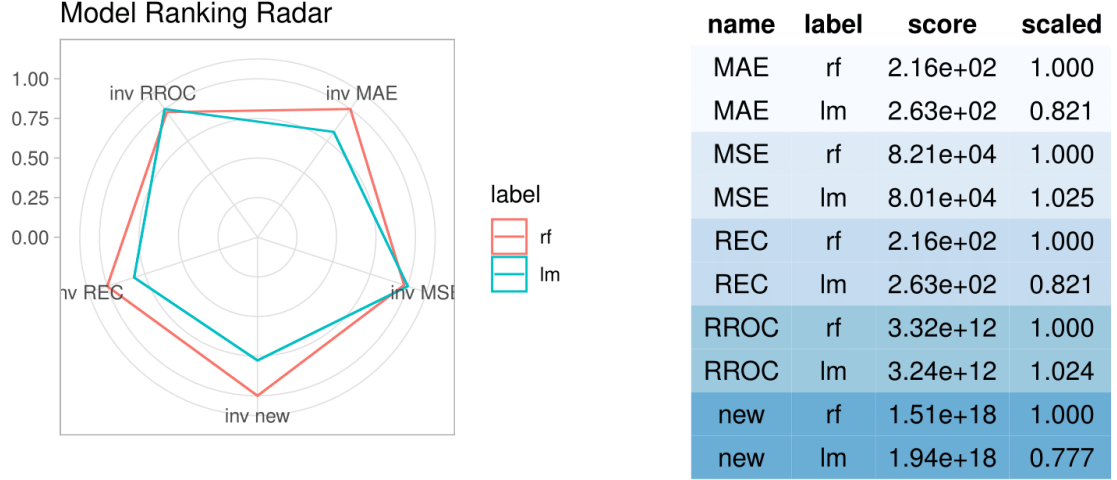 Model Ranking Radar
1.00
0.75
0.50
0.25
0.00
inv RROC
inv MAE
nv REC
inv MSE
inv new
label
rf
lm
name label score scaled
MAE rf 2.16e+02 1.000
MAE lm 2.63e+02 0.821
MSE rf 8.21e+04 1.000
MSE lm 8.01e+04 1.025
REC rf 2.16e+02 1.000
REC lm 2.63e+02 0.821
RROC rf 3.32e+12 1.000
RROC lm 3.24e+12 1.024
new rf 1.51e+18 1.000
new lm 1.94e+18 0.777